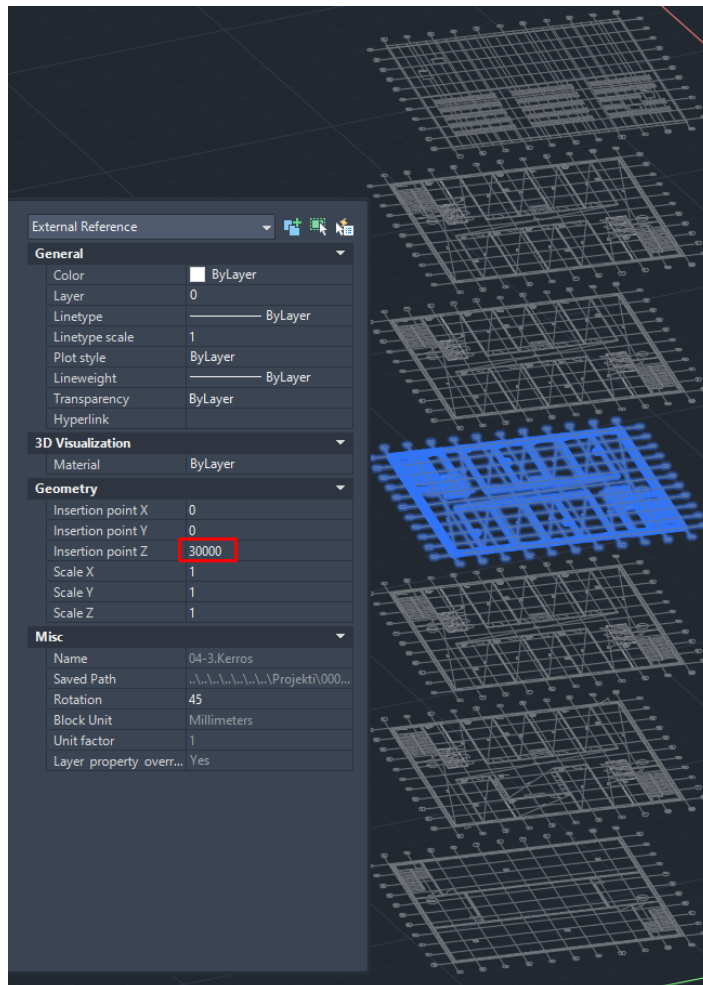 External Reference
General
Color ByLayer
Layer 0
Linetype ByLayer
Linetype scale 1
Plot style ByLayer
Lineweight ByLayer
Transparency ByLayer
Hyperlink
3D Visualization
Material ByLayer
Geometry
Insertion point X 0
Insertion point Y 0
Insertion point Z 30000
Scale X 1
Scale Y 1
Scale Z 1
Misc
Name 04-3.Kerros
Saved Path ..\..\..\..\..\..\Projekti\000...
Rotation 45
Block Unit Millimeters
Unit factor 1
Layer property overr... Yes